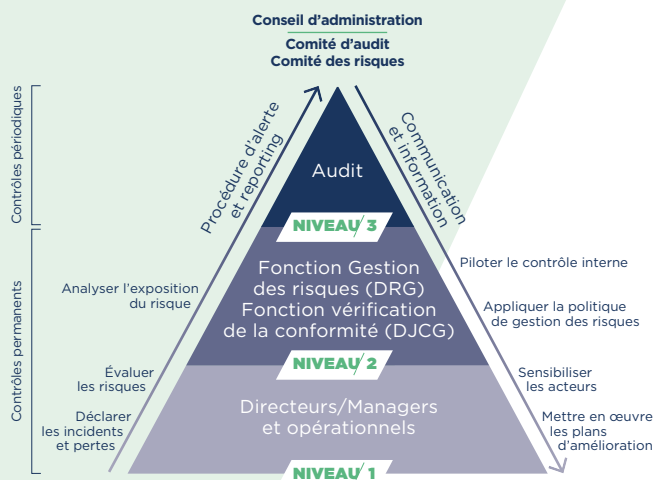 Conseil d’administration
Comité d’audit
Comité des risques
Contrôles périodiques
Procédure d’alerte
et reporting
Communication
et information
Audit
NIVEAU 3
Contrôles permanents
Fonction Gestion
des risques (DRG)
Fonction vérification
de la conformité (DJCG)
Analyser l’exposition
du risque
Piloter le contrôle interne
Appliquer la politique
de gestion des risques
NIVEAU 2
Évaluer
les risques
Sensibiliser
les acteurs
Directeurs/Managers
et opérationnels
Déclarer
les incidents
et pertes
Mettre en œuvre
les plans
d’amélioration
NIVEAU 1